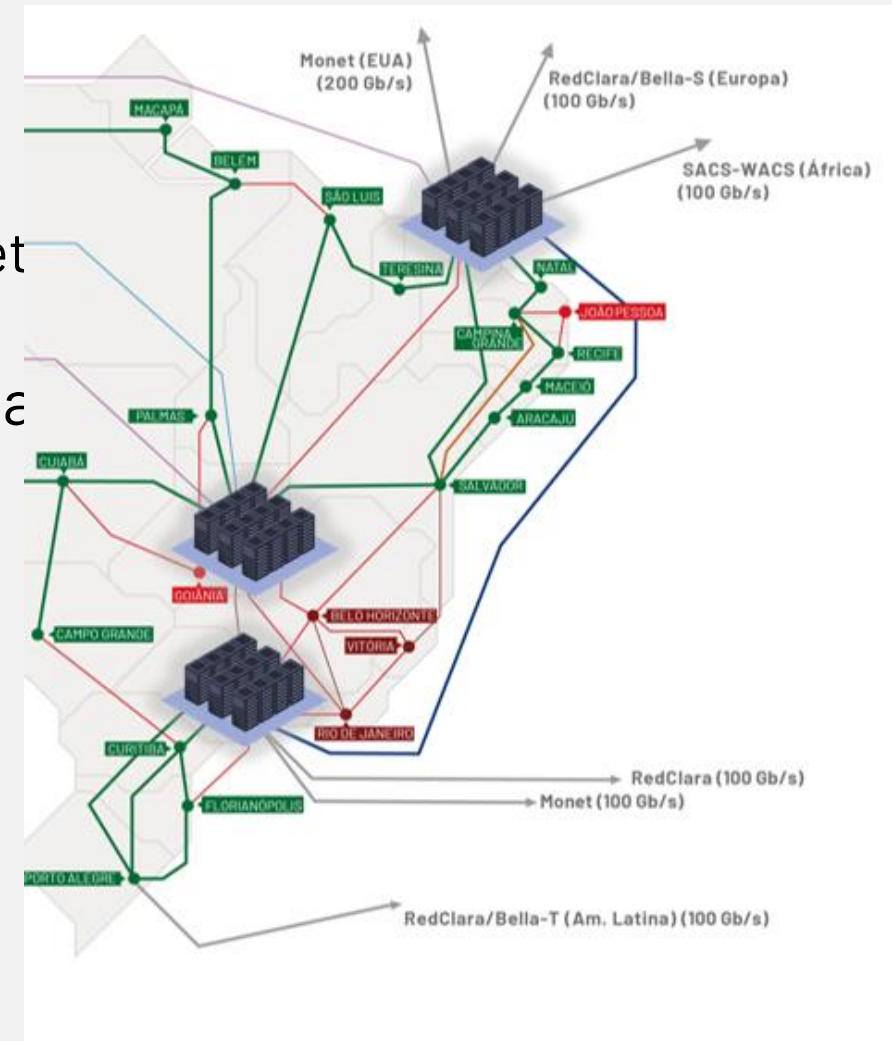 Monet (EUA)
(200 Gb/s)
RedClara/Bella-S (Europa)
(100 Gb/s)
SACS-WACS (África)
(100 Gb/s)
MACAPÁ
BELÉM
SÃO LUIS
et
TERESINA
NATAL
JOÃO PESSOA
CAMPINA
GRANDE
RECIFE
MACEIÓ
a
PALMAS
ARACAJU
CUIABÁ
SALVADOR
GOIÂNIA
BELO HORIZONTE
CAMPO GRANDE
VITÓRIA
RIO DE JANEIRO
CURITIBA
RedClara (100 Gb/s)
Monet (100 Gb/s)
FLORIANÓPOLIS
PORTO ALEGRE
RedClara/Bella-T (Am. Latina) (100 Gb/s)